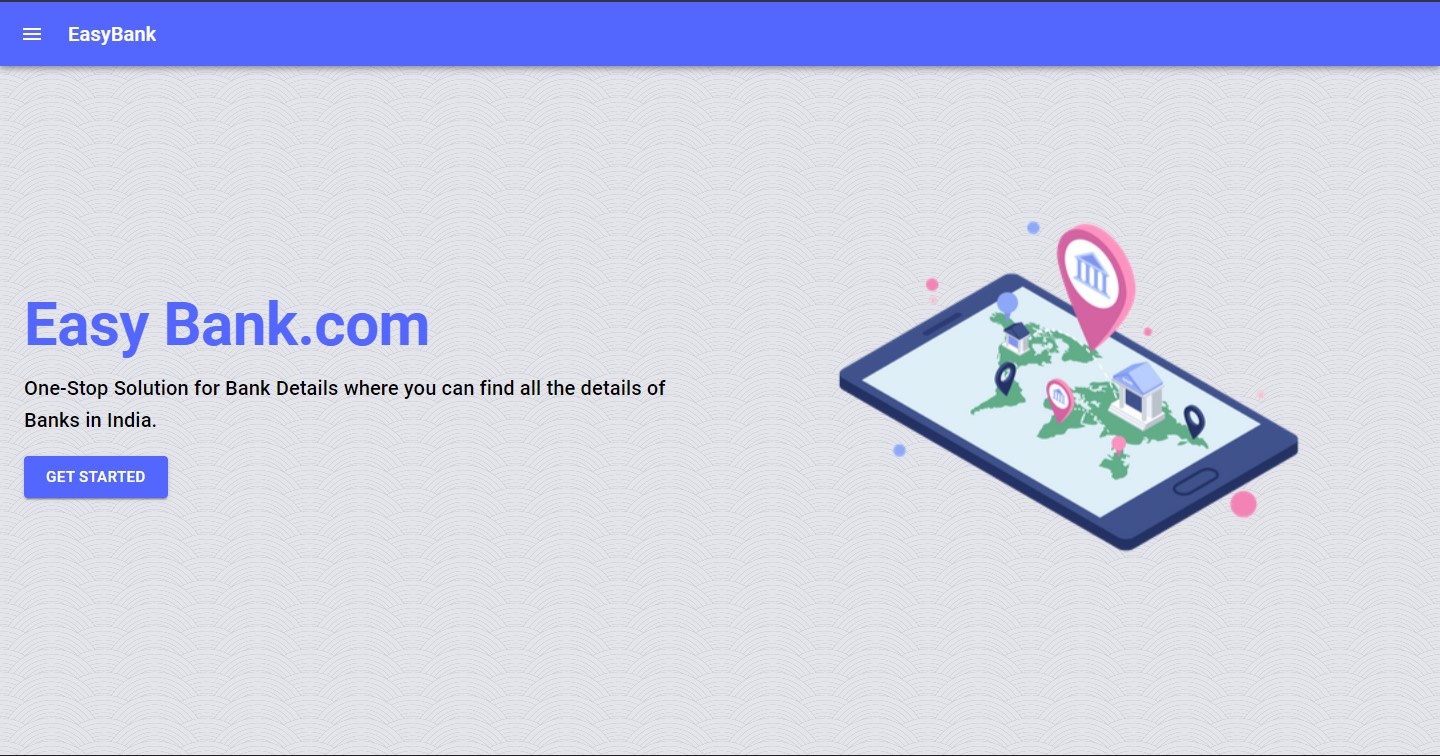 EasyBank
Easy Bank.com
One-Stop Solution for Bank Details where you can find all the details of
Banks in India.
GET STARTED